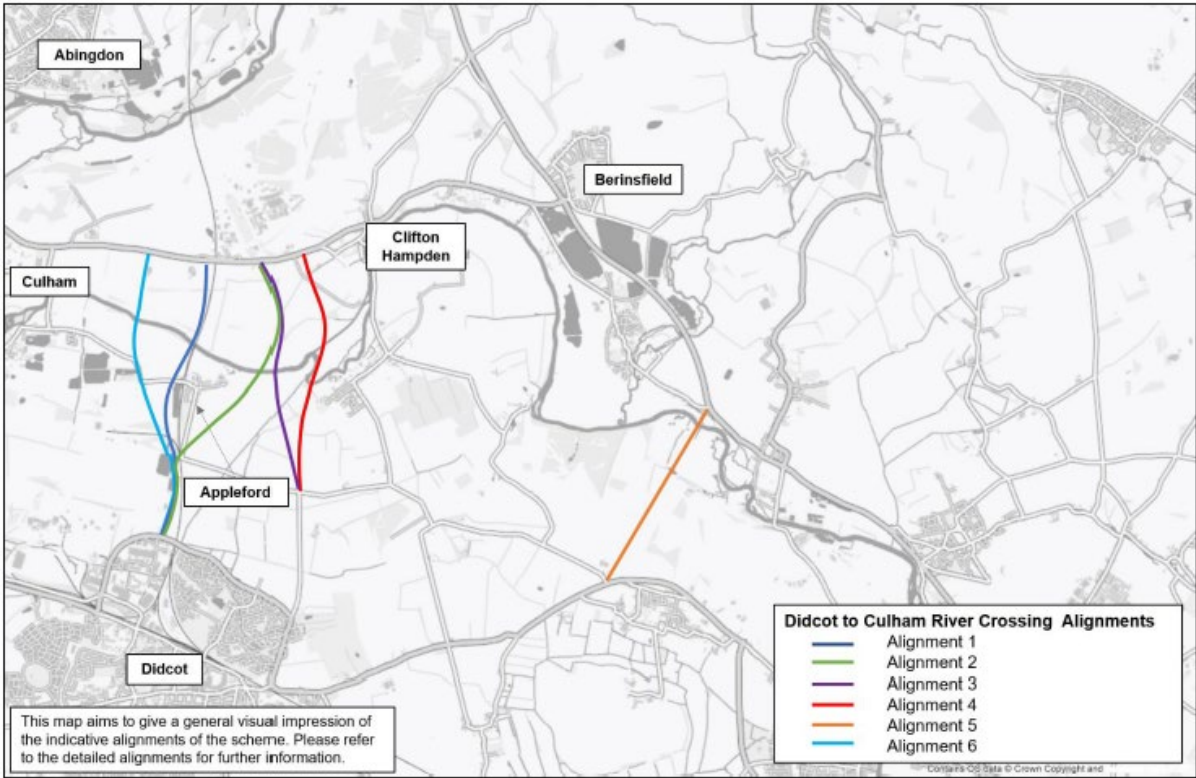 Abingdon
Berinsfield
Clifton
Hampden
Culham
Appleford
Didcot
This map aims to give a general visual impression of
the indicative alignments of the scheme. Please refer
to the detailed alignments for further information.
Didcot to Culham River Crossing Alignments
Alignment 1
Alignment 2
Alignment 3
Alignment 4
Alignment 5
Alignment 6
Contains OS data © Crown Copyright and